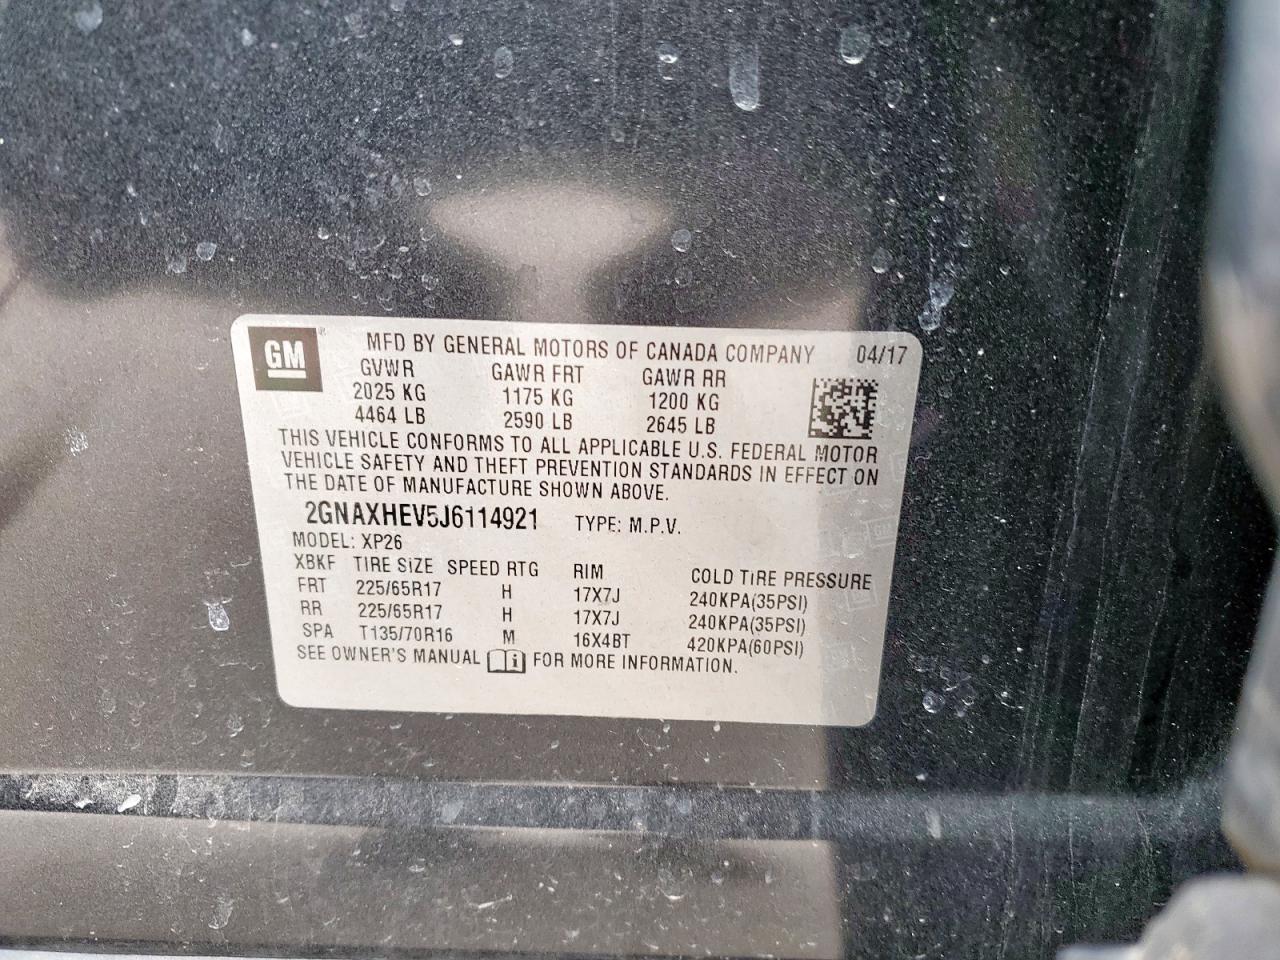 GM ® MFD BY GENERAL MOTORS OF CANADA COMPANY 04/17
GVWR GAWR FRT GAWR RR
2025 KG 1175 KG 1200 KG
4464 LB 2590 LB 2645 LB
THIS VEHICLE CONFORMS TO ALL APPLICABLE U.S. FEDERAL MOTOR
VEHICLE SAFETY AND THEFT PREVENTION STANDARDS IN EFFECT ON
THE DATE OF MANUFACTURE SHOWN ABOVE.
2GNAXHEV5J6114921 TYPE: M.P.V.
MODEL: XP26
XBKF TIRE SIZE SPEED RTG RIM COLD TIRE PRESSURE
FRT 225/65R17 H 17X7J 240KPA(35PSI)
RR 225/65R17 H 17X7J 240KPA(35PSI)
SPA T135/70R16 M 16X4BT 420KPA(60PSI)
SEE OWNER'S MANUAL FOR MORE INFORMATION.